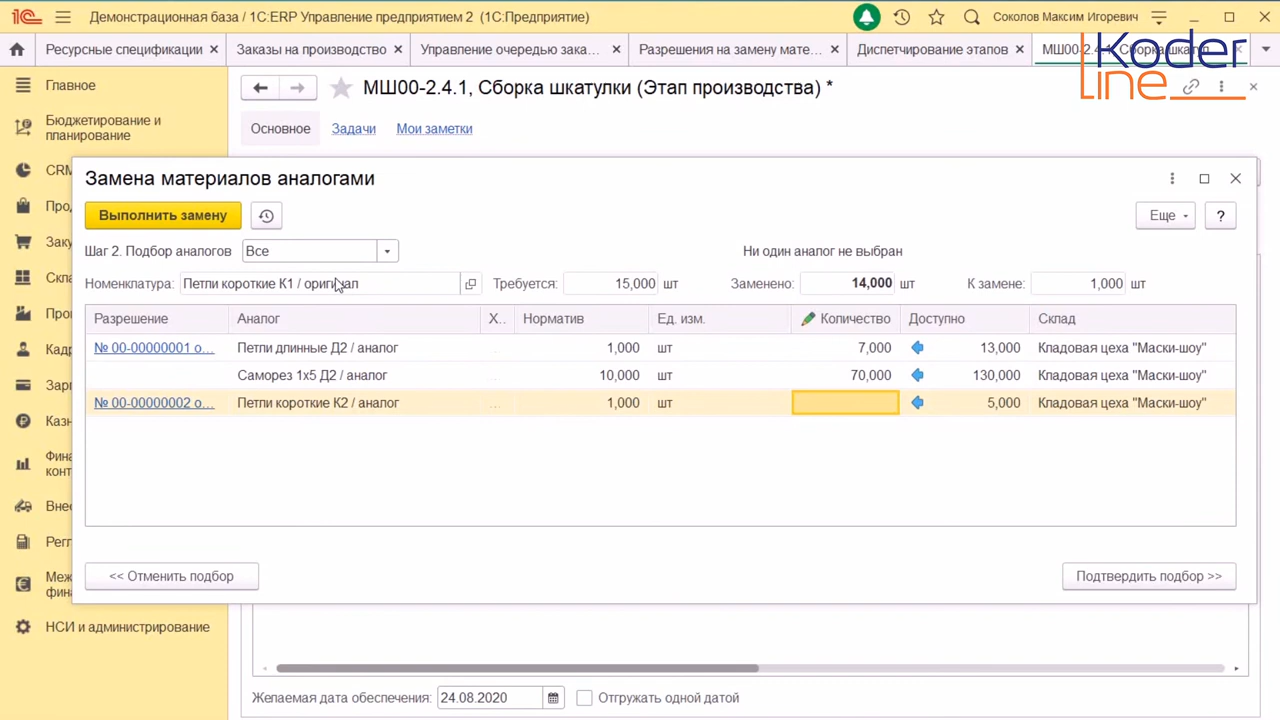 Демонстрационная база / 1С:ERP Управление предприятием 2 (1С:Предприятие)
Соколов Максим Игоревич
Ресурсные спецификации
Заказы на производство
Управление очередью зака...
Разрешения на замену мате...
Диспетчирование этапов
МШ00-2.4.1, Сборка шкатул...
Koder
line
Главное
МШ00-2.4.1, Сборка шкатулки (Этап производства) *
Бюджетирование и
планирование
Основное
Задачи
Мои заметки
CRM
Замена материалов аналогами
Выполнить замену
Еще
?
Шаг 2. Подбор аналогов
Все
Ни один аналог не выбран
Номенклатура:
Петли короткие К1 / оригинал
Требуется:
15,000 шт
Заменено:
14,000 шт
К замене:
1,000 шт
Разрешение
Аналог
Х..
Норматив
Ед. изм.
Количество
Доступно
Склад
№ 00-00000001 о...
Петли длинные Д2 / аналог
1,000
шт
7,000
13,000
Кладовая цеха "Маски-шоу"
Саморез 1х5 Д2 / аналог
10,000
шт
70,000
130,000
Кладовая цеха "Маски-шоу"
№ 00-00000002 о...
Петли короткие К2 / аналог
1,000
шт
5,000
Кладовая цеха "Маски-шоу"
<< Отменить подбор
Подтвердить подбор >>
НСИ и администрирование
Желаемая дата обеспечения:
24.08.2020
Отгружать одной датой